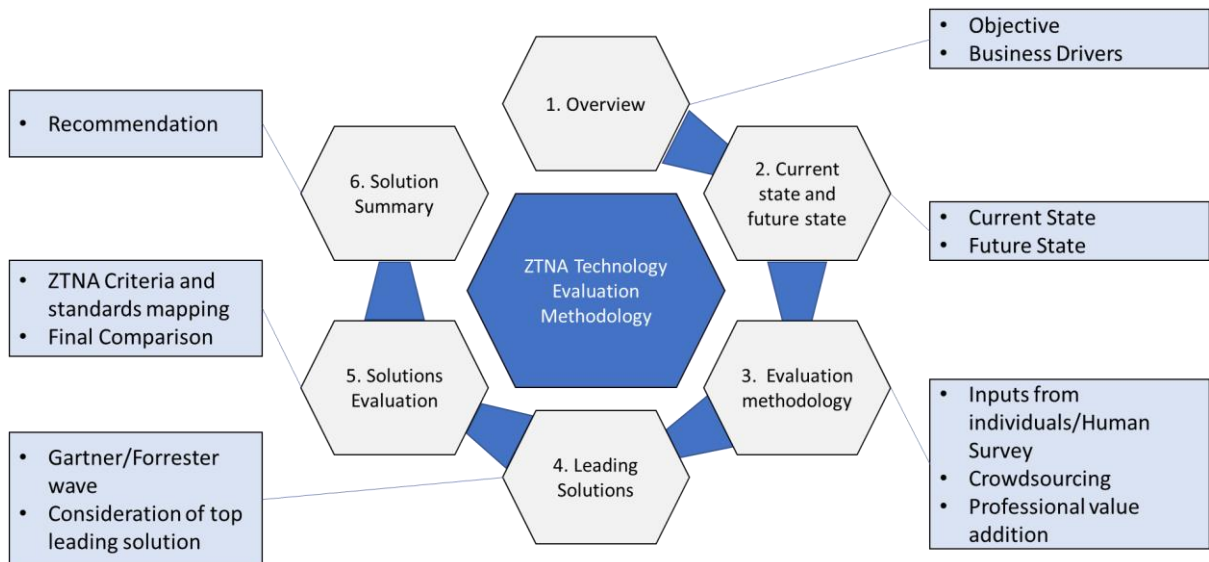 • Objective
• Business Drivers
1. Overview
• Recommendation
2. Current
state and
future state
6. Solution
Summary
• Current State
• Future State
ZTNA Technology
Evaluation
Methodology
• ZTNA Criteria and
standards mapping
• Final Comparison
5. Solutions
Evaluation
3. Evaluation
methodology
• Inputs from
individuals/Human
Survey
• Crowdsourcing
• Professional value
addition
4. Leading
Solutions
• Gartner/Forrester
wave
• Consideration of top
leading solution